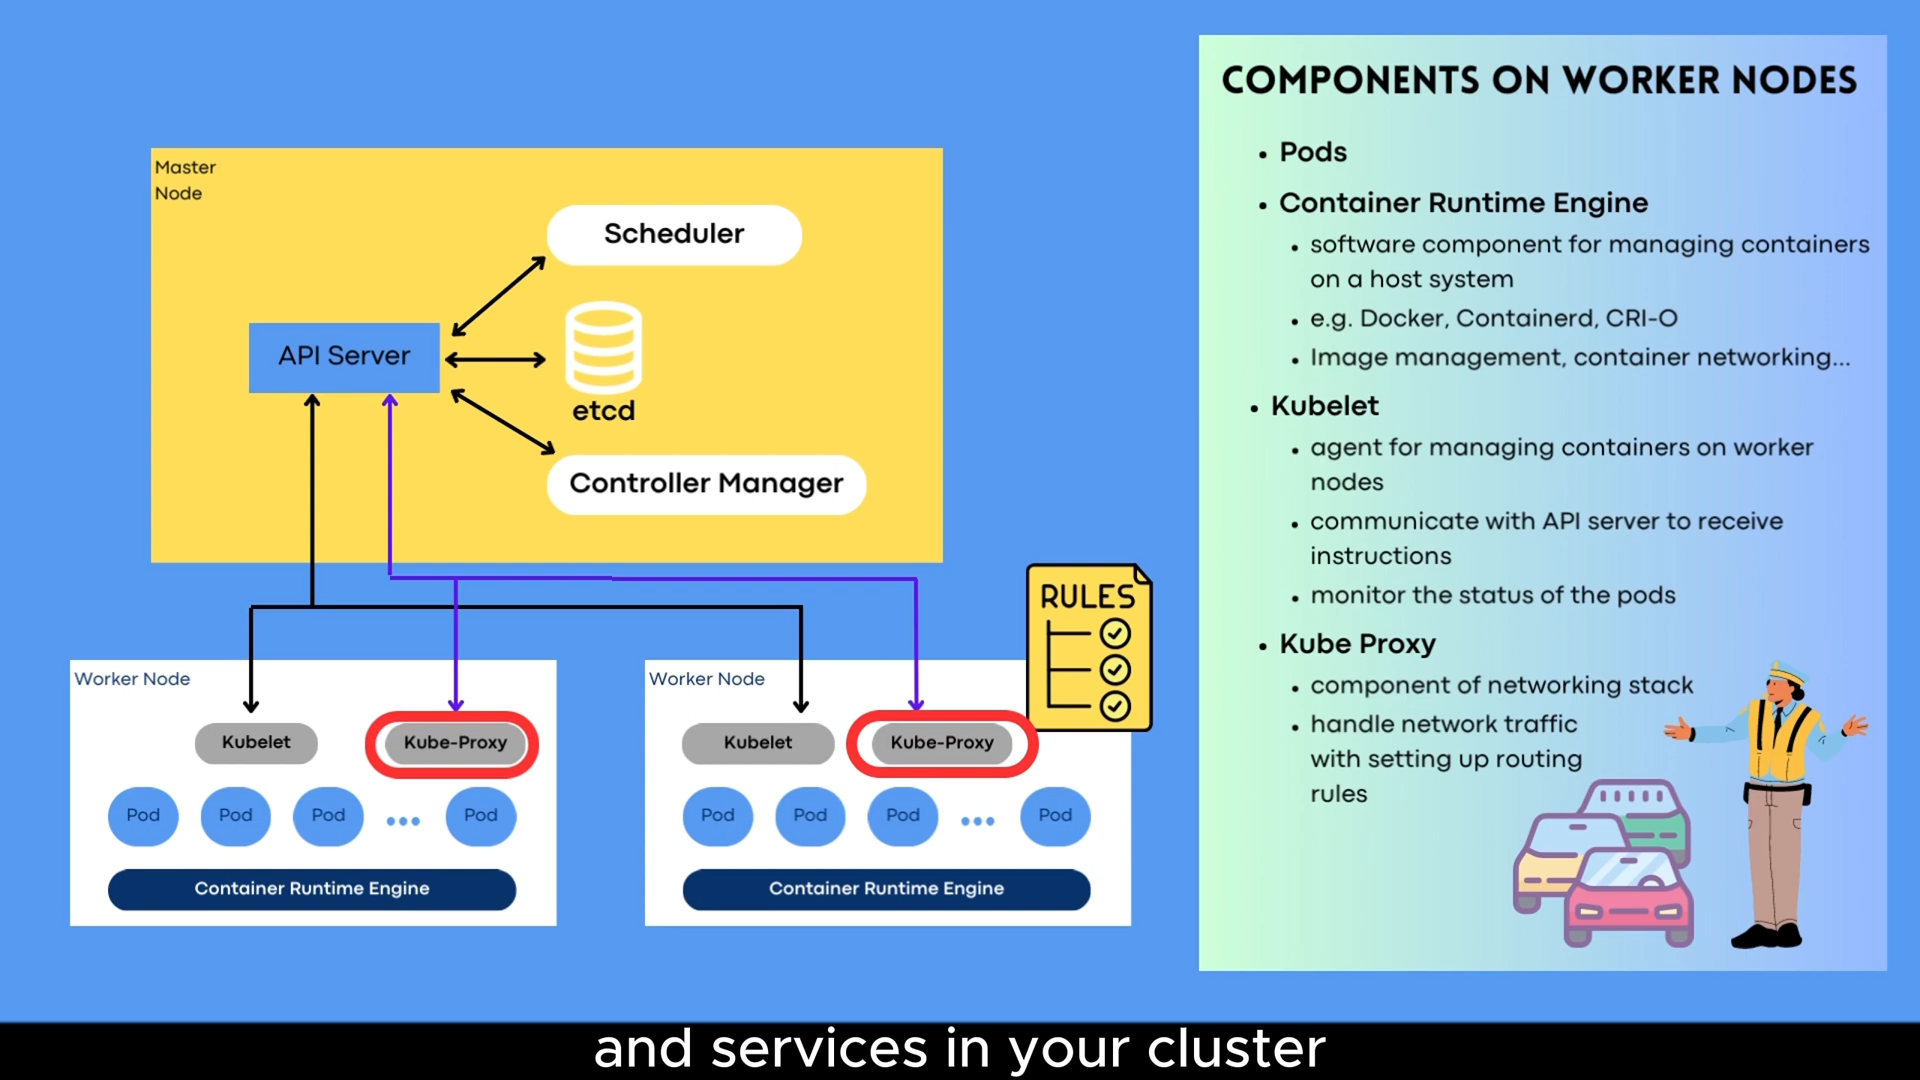 Master
Node
Scheduler
API Server
etcd
Controller Manager
RULES
Worker Node
Kubelet
Kube-Proxy
Pod
Pod
Pod
...
Pod
Container Runtime Engine
Worker Node
Kubelet
Kube-Proxy
Pod
Pod
Pod
...
Pod
Container Runtime Engine
COMPONENTS ON WORKER NODES
• Pods
• Container Runtime Engine
• software component for managing containers
on a host system
• e.g. Docker, Containerd, CRI-O
• Image management, container networking...
• Kubelet
• agent for managing containers on worker
nodes
• communicate with API server to receive
instructions
• monitor the status of the pods
• Kube Proxy
• component of networking stack
• handle network traffic
with setting up routing
rules
and services in your cluster